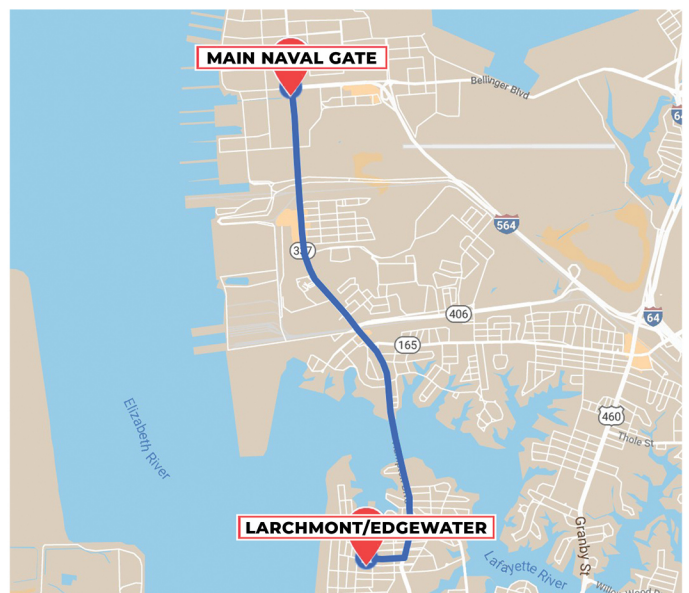 MAIN NAVAL GATE
Bellinger Blvd
64
564
337
406
64
165
460
Thole St
Elizabeth River
LARCHMONT/EDGEWATER
Granby St
Lafayette River